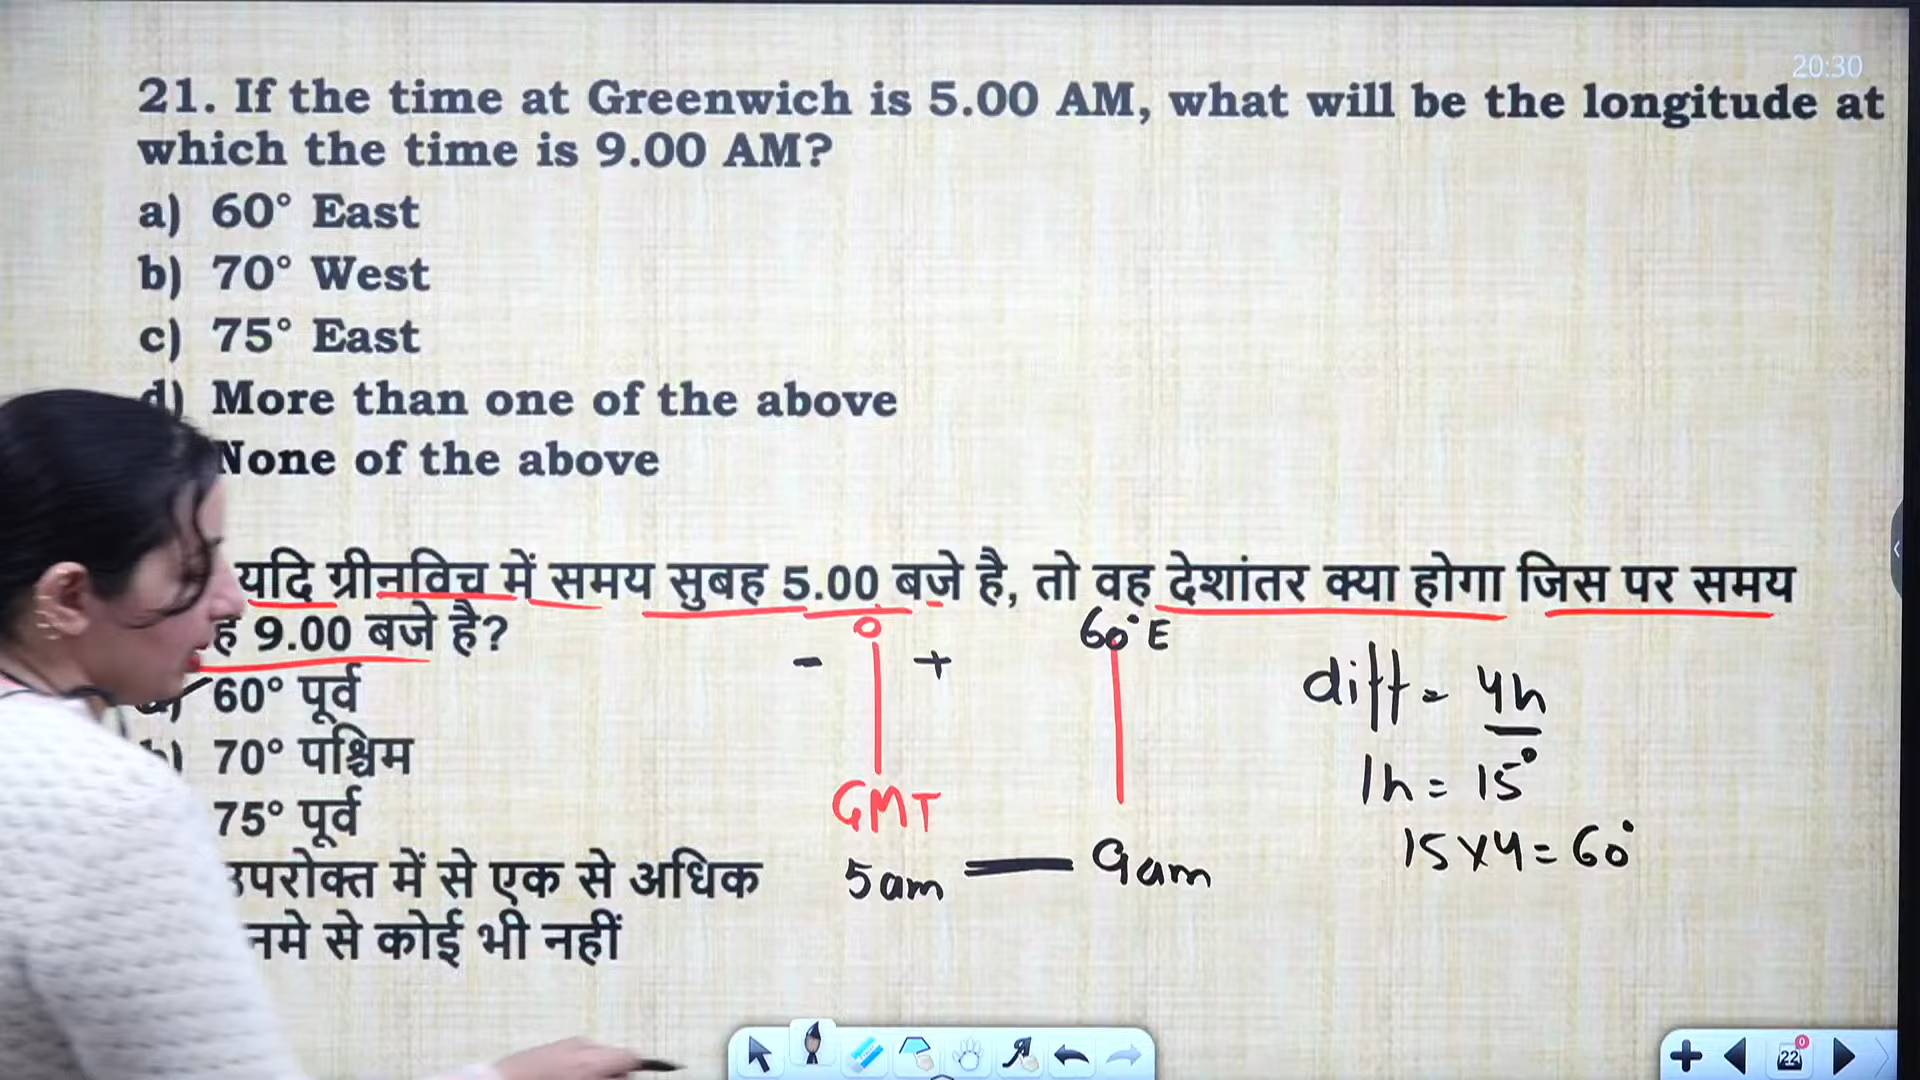 20:30
21. If the time at Greenwich is 5.00 AM, what will be the longitude at
which the time is 9.00 AM?
a) 60° East
b) 70° West
c) 75° East
d) More than one of the above
None of the above
यदि ग्रीनविच में समय सुबह 5.00 बजे है, तो वह देशांतर क्या होगा जिस पर समय
9.00 बजे है?
a) 60° पूर्व
b) 70° पश्चिम
75° पूर्व
उपरोक्त में से एक से अधिक
से कोई भी नहीं
0
60° E
- +
GMT
5am 9am
diff = 4h
1h = 15°
15 x 4 = 60°
22
0